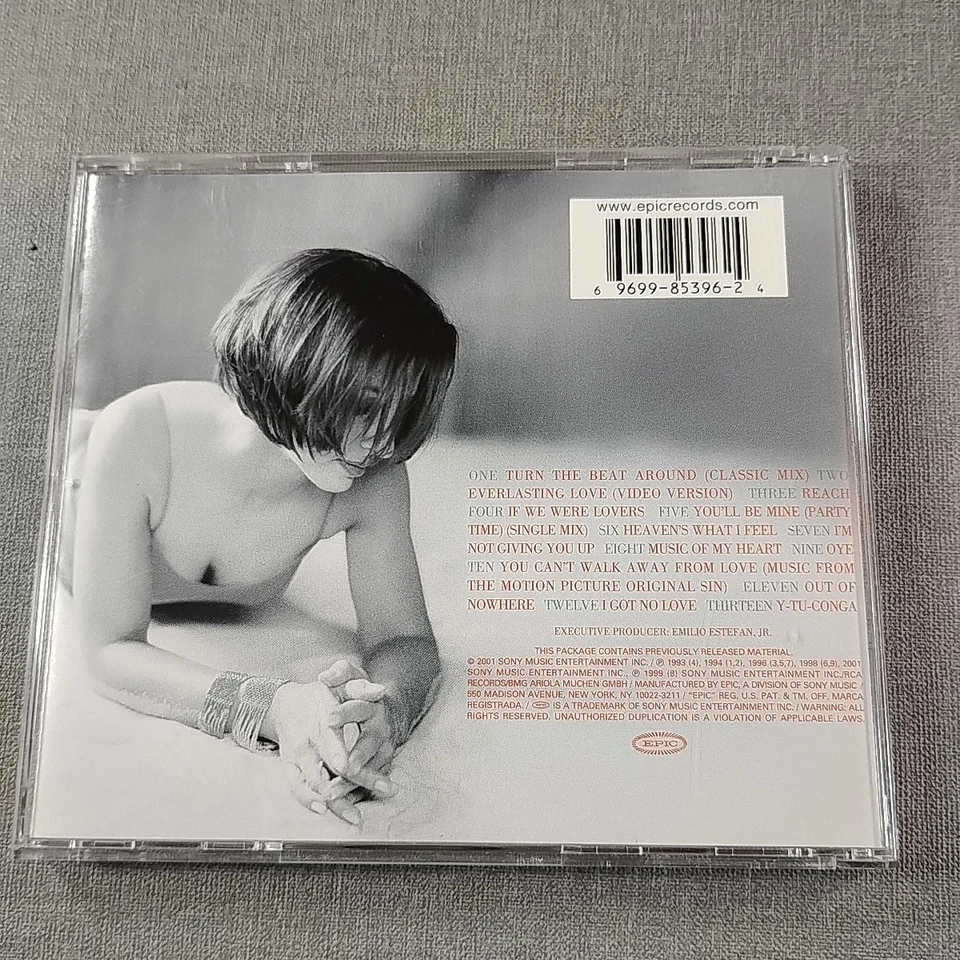 www.epicrecords.com
6 9699-85396-2 4
ONE TURN THE BEAT AROUND (CLASSIC MIX) TWO
EVERLASTING LOVE (VIDEO VERSION) THREE REACH
FOUR IF WE WERE LOVERS FIVE YOU'LL BE MINE (PARTY
TIME) (SINGLE MIX) SIX HEAVEN'S WHAT I FEEL SEVEN I'M
NOT GIVING YOU UP EIGHT MUSIC OF MY HEART NINE OYE
TEN YOU CAN'T WALK AWAY FROM LOVE (MUSIC FROM
THE MOTION PICTURE ORIGINAL SIN) ELEVEN OUT OF
NOWHERE TWELVE I GOT NO LOVE THIRTEEN Y-TU-CONGA
EXECUTIVE PRODUCER: EMILIO ESTEFAN, JR.
THIS PACKAGE CONTAINS PREVIOUSLY RELEASED MATERIAL.
© 2001 SONY MUSIC ENTERTAINMENT INC. / ℗ 1993 (4), 1994 (1,2), 1996 (3,5,7), 1998 (6,9), 2001
SONY MUSIC ENTERTAINMENT INC., ℗ 1999 (8) SONY MUSIC ENTERTAINMENT INC./RCA
RECORDS/BMG ARIOLA MUCHEN GMBH / MANUFACTURED BY EPIC, A DIVISION OF SONY MUSIC /
550 MADISON AVENUE, NEW YORK, NY 10022-3211 / "EPIC" REG. U.S. PAT. & TM. OFF. MARCA
REGISTRADA. / EPIC IS A TRADEMARK OF SONY MUSIC ENTERTAINMENT INC. / WARNING: ALL
RIGHTS RESERVED. UNAUTHORIZED DUPLICATION IS A VIOLATION OF APPLICABLE LAWS.
EPIC